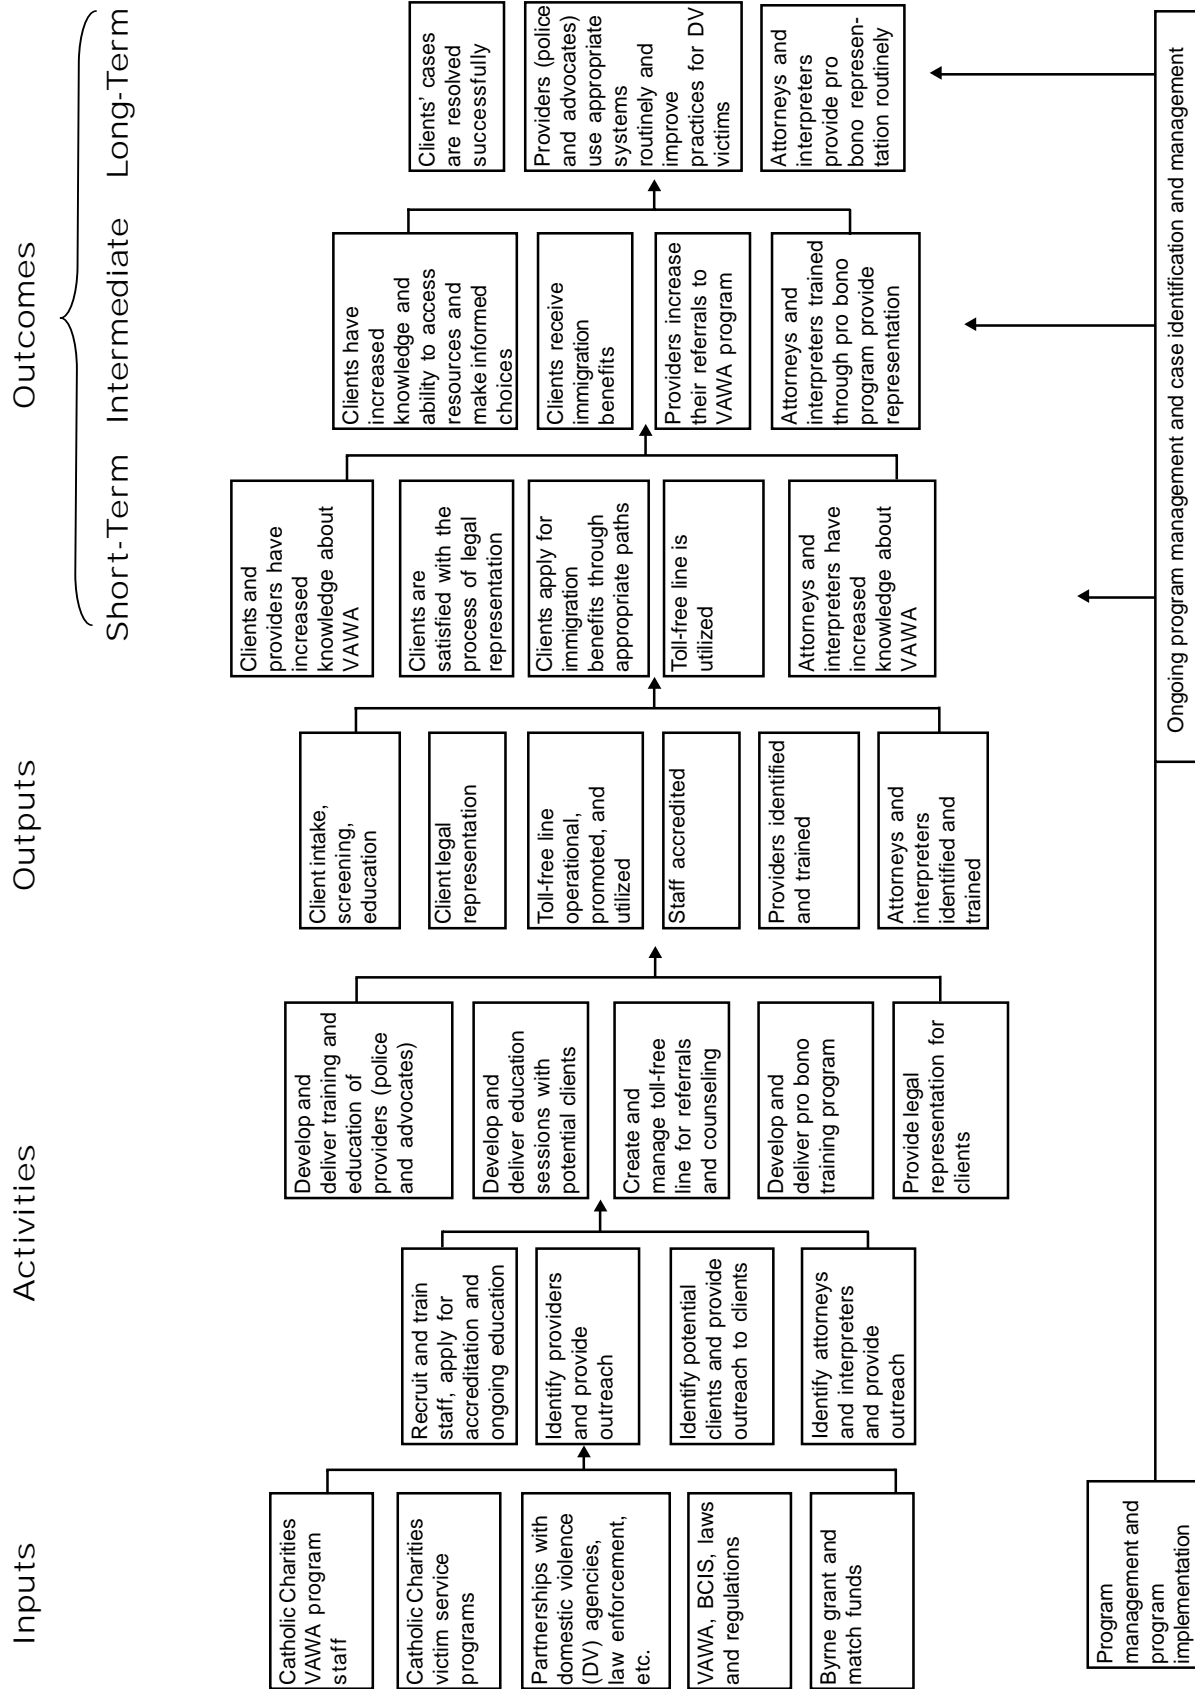 Inputs
Activities
Outputs
Outcomes
Short-Term
Intermediate
Long-Term
Catholic Charities
VAWA program
staff
Catholic Charities
victim service
programs
Partnerships with
domestic violence
(DV) agencies,
law enforcement,
etc.
VAWA, BCIS, laws
and regulations
Byrne grant and
match funds
Recruit and train
staff, apply for
accreditation and
ongoing education
Identify providers
and provide
outreach
Identify potential
clients and provide
outreach to clients
Identify attorneys
and interpreters
and provide
outreach
Develop and
deliver training and
education of
providers (police
and advocates)
Develop and
deliver education
sessions with
potential clients
Create and
manage toll-free
line for referrals
and counseling
Develop and
deliver pro bono
training program
Provide legal
representation for
clients
Client intake,
screening,
education
Client legal
representation
Toll-free line
operational,
promoted, and
utilized
Staff accredited
Providers identified
and trained
Attorneys and
interpreters
identified and
trained
Clients and
providers have
increased
knowledge about
VAWA
Clients are
satisfied with the
process of legal
representation
Clients apply for
immigration
benefits through
appropriate paths
Toll-free line is
utilized
Attorneys and
interpreters have
increased
knowledge about
VAWA
Clients have
increased
knowledge and
ability to access
resources and
make informed
choices
Clients receive
immigration
benefits
Providers increase
their referrals to
VAWA program
Attorneys and
interpreters trained
through pro bono
program provide
representation
Clients' cases
are resolved
successfully
Providers (police
and advocates)
use appropriate
systems
routinely and
improve
practices for DV
victims
Attorneys and
interpreters
provide pro
bono represen-
tation routinely
Program
management and
program
implementation
Ongoing program management and case identification and management